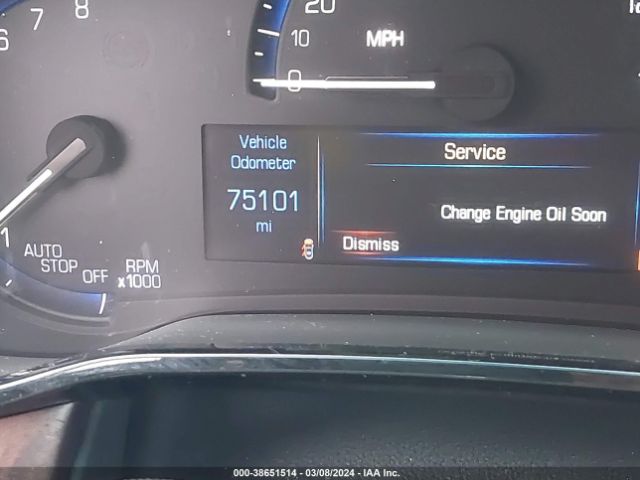 6 7 8
20
10
0
MPH
Vehicle
Odometer
75101
mi
Service
Change Engine Oil Soon
Dismiss
1
AUTO
STOP
OFF
RPM
x1000
000-38651514 - 03/08/2024 - IAA Inc.